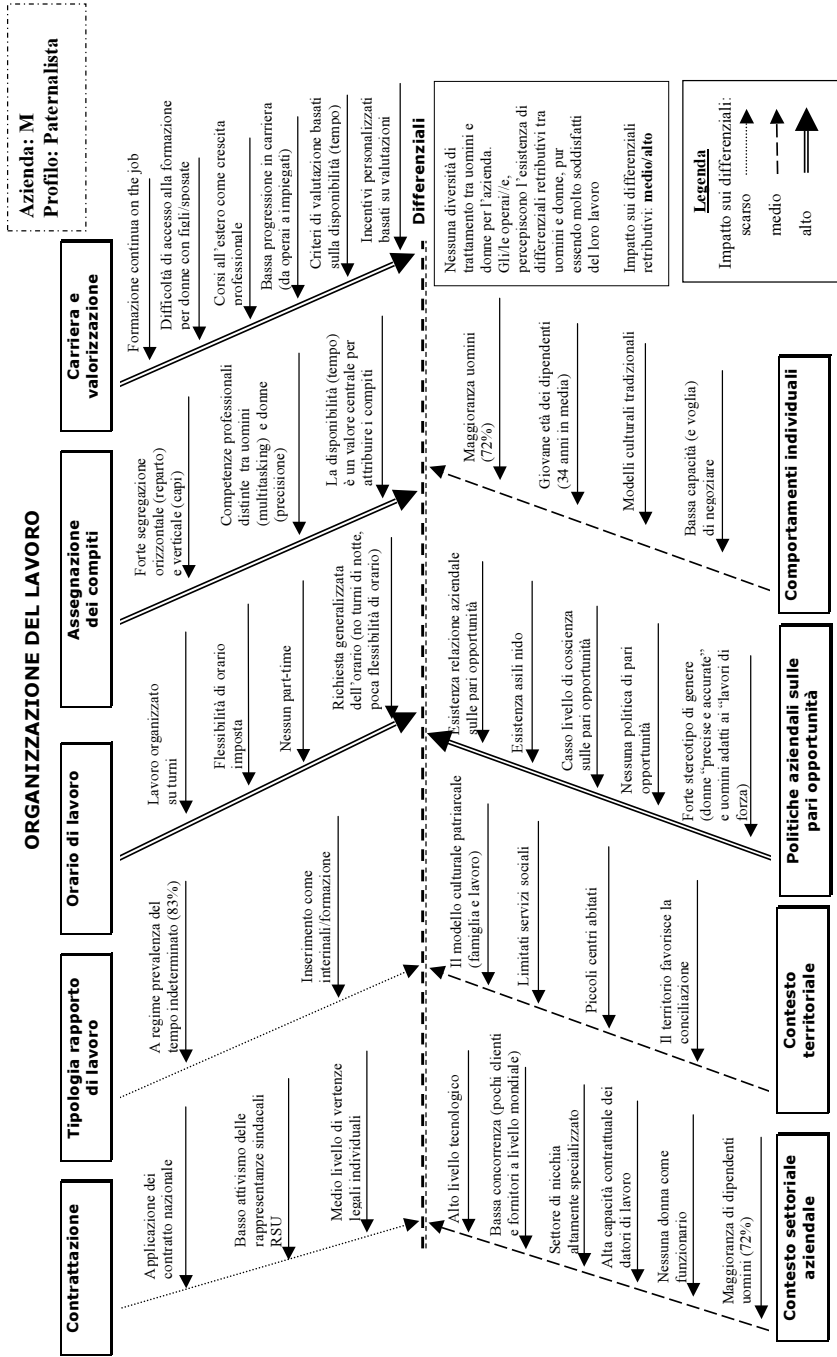 ORGANIZZAZIONE DEL LAVORO
Azienda: M
Profilo: Paternalista
Contrattazione
Tipologia rapporto
di lavoro
Orario di lavoro
Assegnazione
dei compiti
Carriera e
valorizzazione
Applicazione dei
contratto nazionale
Basso attivismo delle
rappresentanze sindacali
RSU
Medio livello di vertenze
legali individuali
A regime prevalenza del
tempo indeterminato (83%)
Inserimento come
interinali/formazione
Lavoro organizzato
su turni
Flessibilità di orario
imposta
Nessun part-time
Richiesta generalizzata
dell'orario (no turni di notte,
poca flessibilità di orario)
Forte segregazione
orizzontale (reparto)
e verticale (capi)
Competenze professionali
distinte tra uomini
(multitasking) e donne
(precisione)
La disponibilità (tempo)
è un valore centrale per
attribuire i compiti
Formazione continua on the job
Difficoltà di accesso alla formazione
per donne con figli/sposate
Corsi all'estero come crescita
professionale
Bassa progressione in carriera
(da operai a impiegati)
Criteri di valutazione basati
sulla disponibilità (tempo)
Incentivi personalizzati
basati su valutazioni
Differenziali
Alto livello tecnologico
Bassa concorrenza (pochi clienti
e fornitori a livello mondiale)
Settore di nicchia
altamente specializzato
Alta capacità contrattuale dei
datori di lavoro
Nessuna donna come
funzionario
Maggioranza di dipendenti
uomini (72%)
Il modello culturale patriarcale
(famiglia e lavoro)
Limitati servizi sociali
Piccoli centri abitati
Il territorio favorisce la
conciliazione
Esistenza relazione aziendale
sulle pari opportunità
Esistenza asili nido
Casso livello di coscienza
sulle pari opportunità
Nessuna politica di pari
opportunità
Forte stereotipo di genere
(donne "precise e accurate"
e uomini adatti ai "lavori di
forza)
Maggioranza uomini
(72%)
Giovane età dei dipendenti
(34 anni in media)
Modelli culturali tradizionali
Bassa capacità (e voglia)
di negoziare
Nessuna diversità di
trattamento tra uomini e
donne per l'azienda.
Gli/le operai//e,
percepiscono l'esistenza di
differenziali retributivi tra
uomini e donne, pur
essendo molto soddisfatti
del loro lavoro
Impatto sui differenziali
retributivi: medio/alto
Legenda
Impatto sui differenziali:
scarso
medio
alto
Contesto settoriale
aziendale
Contesto
territoriale
Politiche aziendali sulle
pari opportunità
Comportamenti individuali